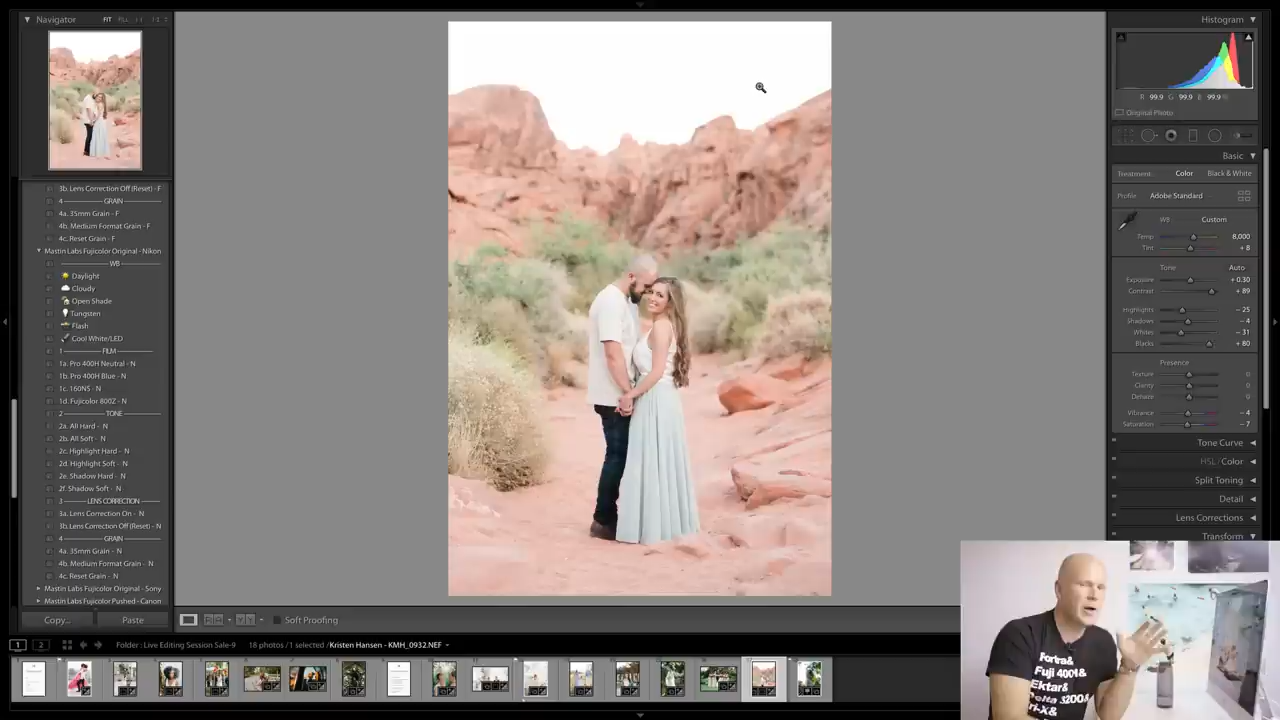 Navigator
FIT
3b. Lens Correction Off (Reset) - F
4 GRAIN
4a. 35mm Grain - F
4b. Medium Format Grain - F
4c. Reset Grain - F
Mastin Labs Fujicolor Original - Nikon
WB
Daylight
Cloudy
Open Shade
Tungsten
Flash
Cool White/LED
1 FILM
1a. Pro 400H Neutral - N
1b. Pro 400H Blue - N
1c. 160NS - N
1d. Fujicolor 800Z - N
2 TONE
2a. All Hard - N
2b. All Soft - N
2c. Highlight Hard - N
2d. Highlight Soft - N
2e. Shadow Hard - N
2f. Shadow Soft - N
3 LENS CORRECTION
3a. Lens Correction On - N
3b. Lens Correction Off (Reset) - N
4 GRAIN
4a. 35mm Grain - N
4b. Medium Format Grain - N
4c. Reset Grain - N
Mastin Labs Fujicolor Original - Sony
Mastin Labs Fujicolor Pushed - Canon
Copy... Paste
Soft Proofing
1 2 Folder : Live Editing Session Sale-9 18 photos / 1 selected / Kristen Hansen - KMH_0932.NEF
Histogram
R 99.9 G 99.9 B 99.9 %
Original Photo
Basic
Treatment: Color Black & White
Profile Adobe Standard
WB Custom
Temp 8,000
Tint + 8
Tone Auto
Exposure + 0.30
Contrast + 89
Highlights - 25
Shadows - 4
Whites - 31
Blacks + 80
Presence
Texture 0
Clarity 0
Dehaze 0
Vibrance - 4
Saturation - 7
Tone Curve
HSL / Color
Split Toning
Detail
Lens Corrections
Transform
Portra&
Fuji 400H&
Ektar&
Delta 3200&
Tri-X&